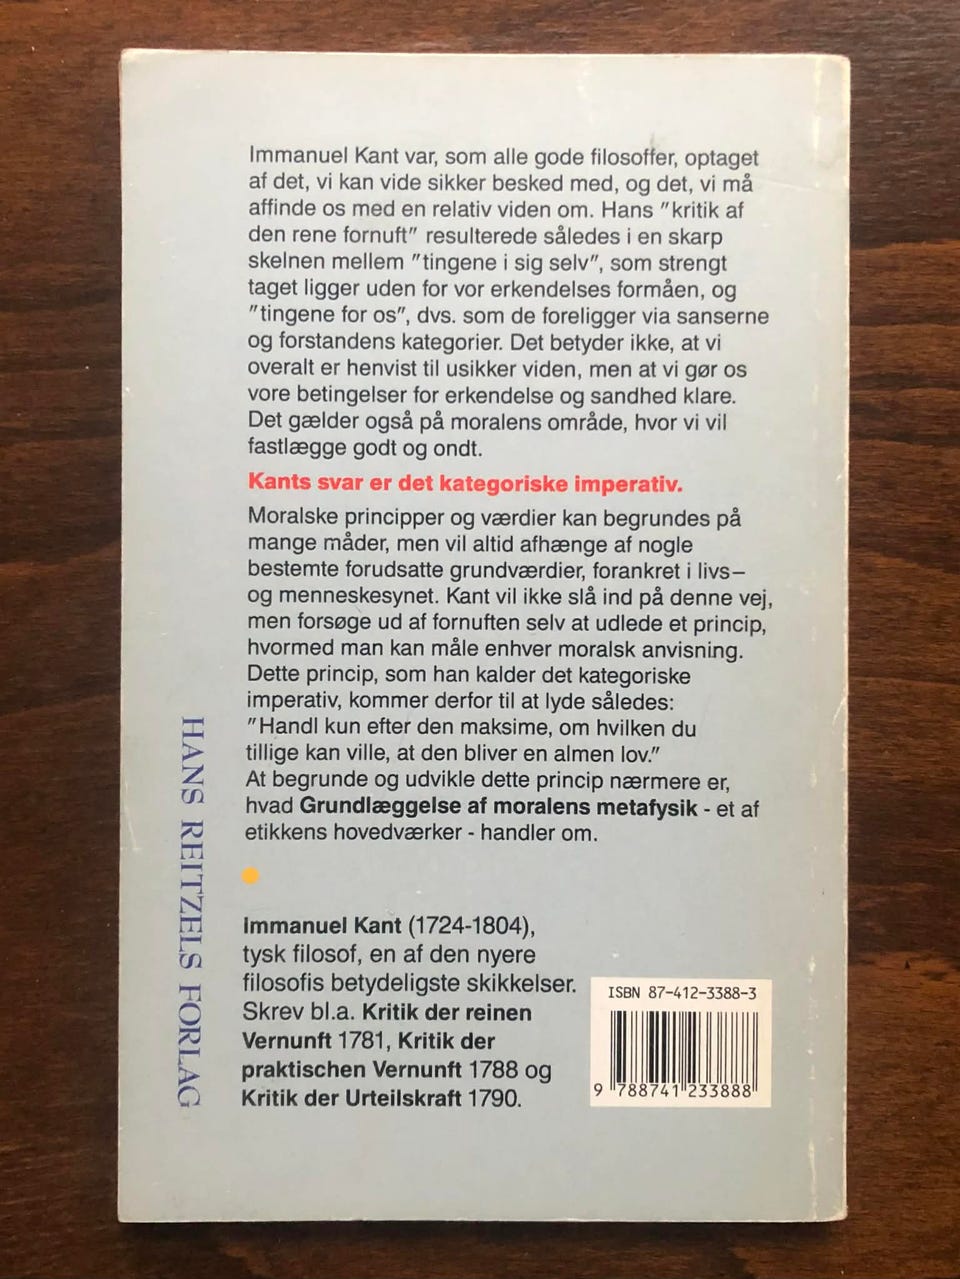 Immanuel Kant var, som alle gode filosoffer, optaget
af det, vi kan vide sikker besked med, og det, vi må
affinde os med en relativ viden om. Hans "kritik af
den rene fornuft" resulterede således i en skarp
skelnen mellem "tingene i sig selv", som strengt
taget ligger uden for vor erkendelses formåen, og
"tingene for os", dvs. som de foreligger via sanserne
og forstandens kategorier. Det betyder ikke, at vi
overalt er henvist til usikker viden, men at vi gør os
vore betingelser for erkendelse og sandhed klare.
Det gælder også på moralens område, hvor vi vil
fastlægge godt og ondt.
Kants svar er det kategoriske imperativ.
Moralske principper og værdier kan begrundes på
mange måder, men vil altid afhænge af nogle
bestemte forudsatte grundværdier, forankret i livs–
og menneskesynet. Kant vil ikke slå ind på denne vej,
men forsøge ud af fornuften selv at udlede et princip,
hvormed man kan måle enhver moralsk anvisning.
Dette princip, som han kalder det kategoriske
imperativ, kommer derfor til at lyde således:
"Handl kun efter den maksime, om hvilken du
tillige kan ville, at den bliver en almen lov."
At begrunde og udvikle dette princip nærmere er,
hvad Grundlæggelse af moralens metafysik - et af
etikkens hovedværker - handler om.
Immanuel Kant (1724-1804),
tysk filosof, en af den nyere
filosofis betydeligste skikkelser.
Skrev bl.a. Kritik der reinen
Vernunft 1781, Kritik der
praktischen Vernunft 1788 og
Kritik der Urteilskraft 1790.
HANS REITZELS FORLAG
ISBN 87-412-3388-3
9 788741 233888